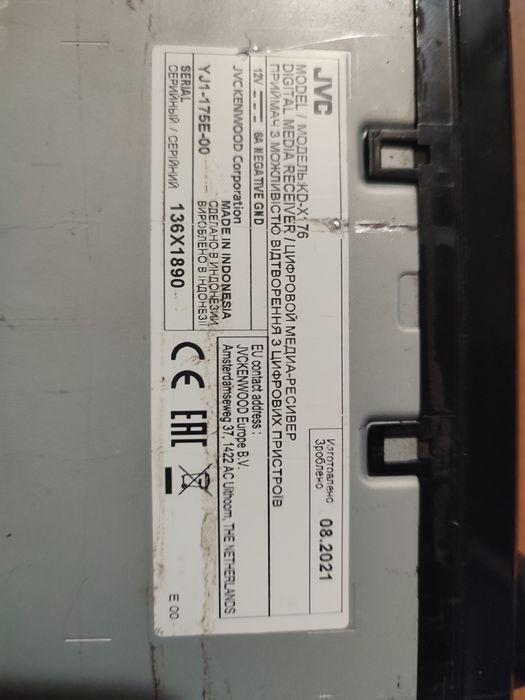 JVC
MODEL / МОДЕЛЬ:KD-X176
DIGITAL MEDIA RECEIVER / ЦИФРОВОЙ МЕДИА-РЕСИВЕР
ПРИЙМАЧ З МОЖЛИВІСТЮ ВІДТВОРЕННЯ З ЦИФРОВИХ ПРИСТРОЇВ
Изготовлено
Зроблено
08.2021
12V 6A NEGATIVE GND
JVCKENWOOD Corporation
MADE IN INDONESIA
СДЕЛАНО В ИНДОНЕЗИИ
ВИРОБЛЕНО В ІНДОНЕЗІЇ
YJ1-175E-00
SERIAL
СЕРИЙНЫЙ / СЕРІЙНИЙ 136X1890
EU contact address :
JVCKENWOOD Europe B.V.
Amsterdamseweg 37, 1422 AC Uithoorn, THE NETHERLANDS
CE EAC
E 00